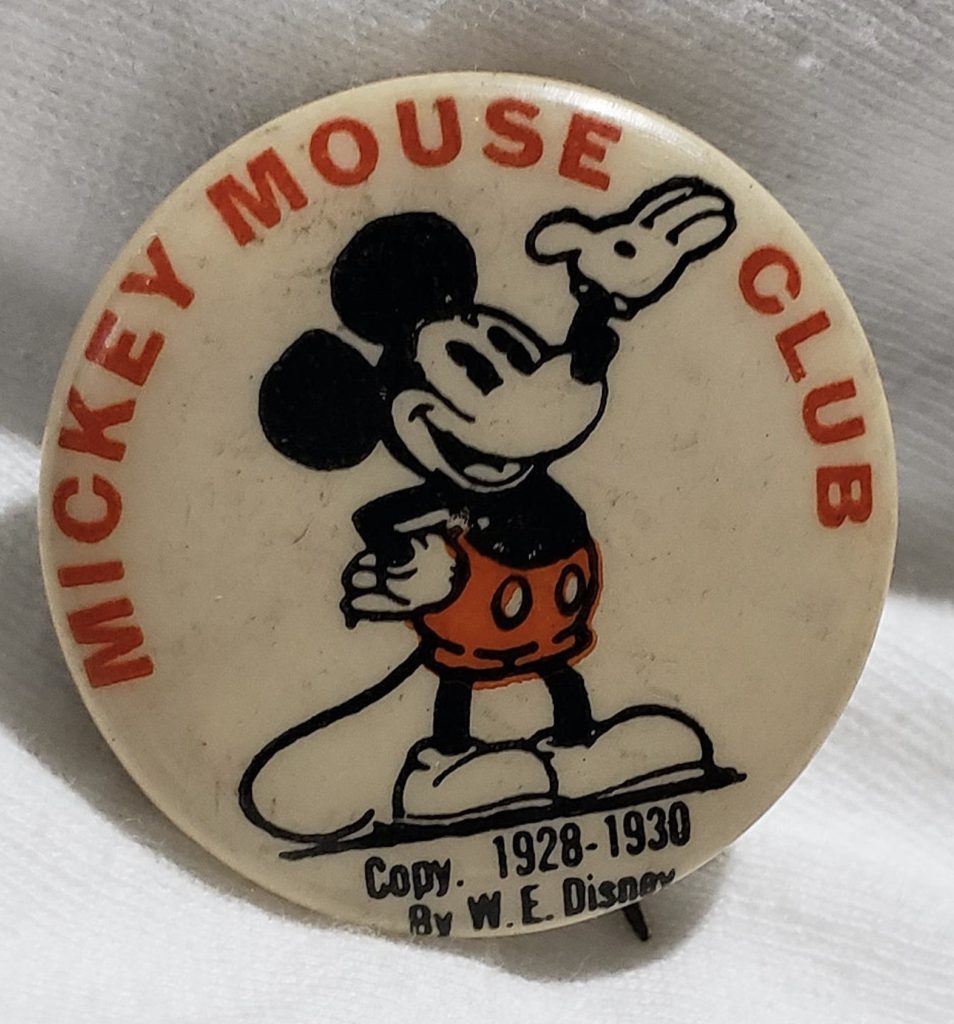 MICKEY MOUSE CLUB
Copy. 1928-1930
By W. E. Disney